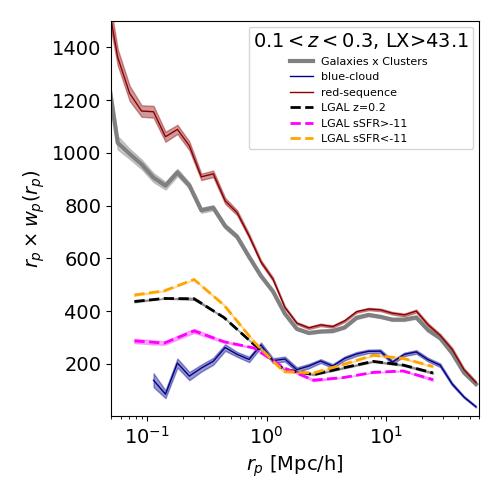 0.1 < z < 0.3, LX>43.1
Galaxies x Clusters
blue-cloud
red-sequence
LGAL z=0.2
LGAL sSFR>-11
LGAL sSFR<-11
1400
1200
1000
800
600
400
200
r_p × w_p(r_p)
10^{-1}
10^{0}
10^{1}
r_p [Mpc/h]